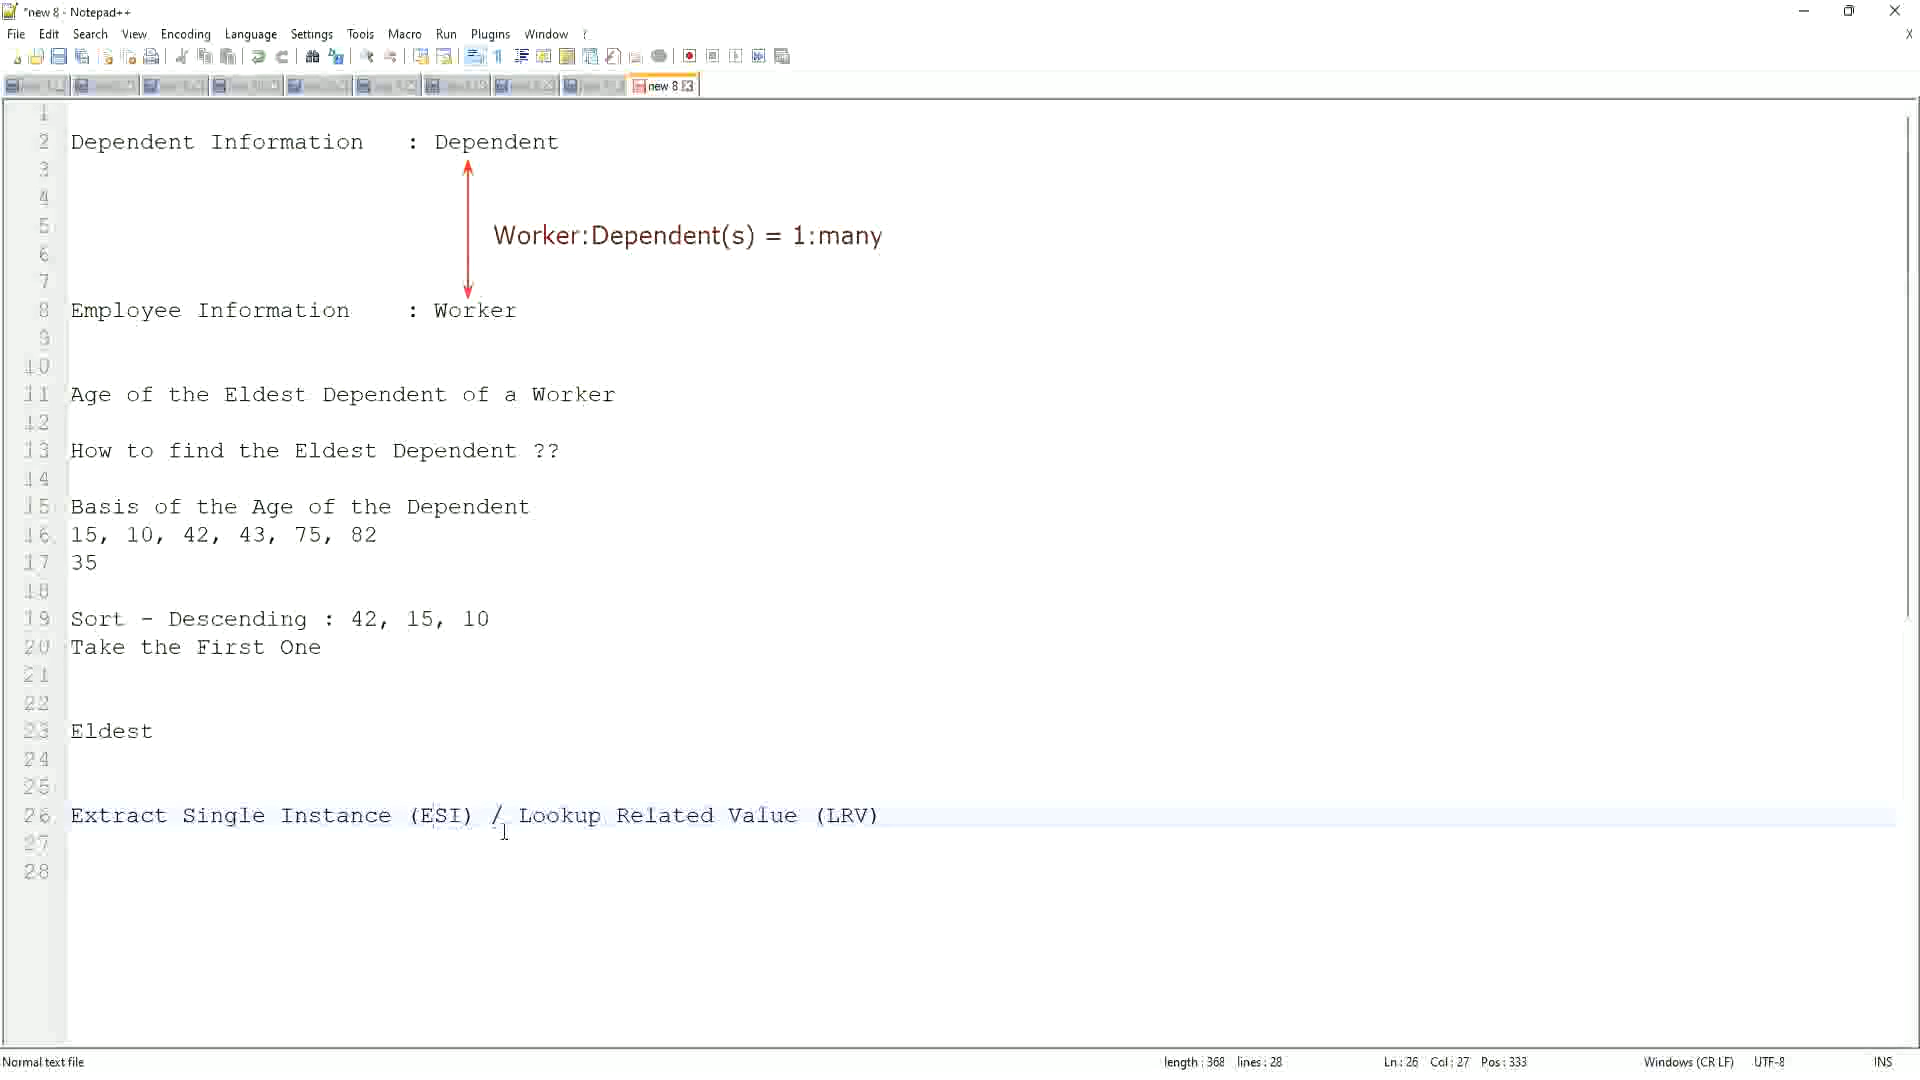 *new 8 - Notepad++
File Edit Search View Encoding Language Settings Tools Macro Run Plugins Window ?
X
new 8
1
2 Dependent Information : Dependent
3
4
5 Worker:Dependent(s) = 1:many
6
7
8 Employee Information : Worker
9
10
11 Age of the Eldest Dependent of a Worker
12
13 How to find the Eldest Dependent ??
14
15 Basis of the Age of the Dependent
16 15, 10, 42, 43, 75, 82
17 35
18
19 Sort - Descending : 42, 15, 10
20 Take the First One
21
22
23 Eldest
24
25
26 Extract Single Instance (ESI) / Lookup Related Value (LRV)
27
28
Normal text file length : 368 lines : 28 Ln : 26 Col : 27 Pos : 333 Windows (CR LF) UTF-8 INS